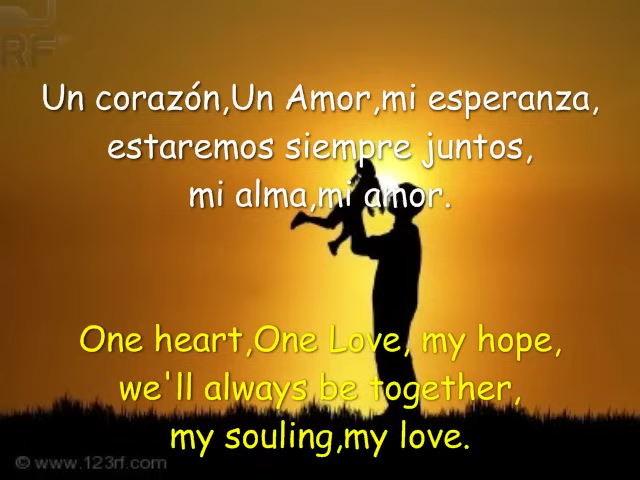 RF
Un corazón,Un Amor,mi esperanza,
estaremos siempre juntos,
mi alma,mi amor.
One heart,One Love, my hope,
we'll always be together,
my souling,my love.
© www.123rf.com